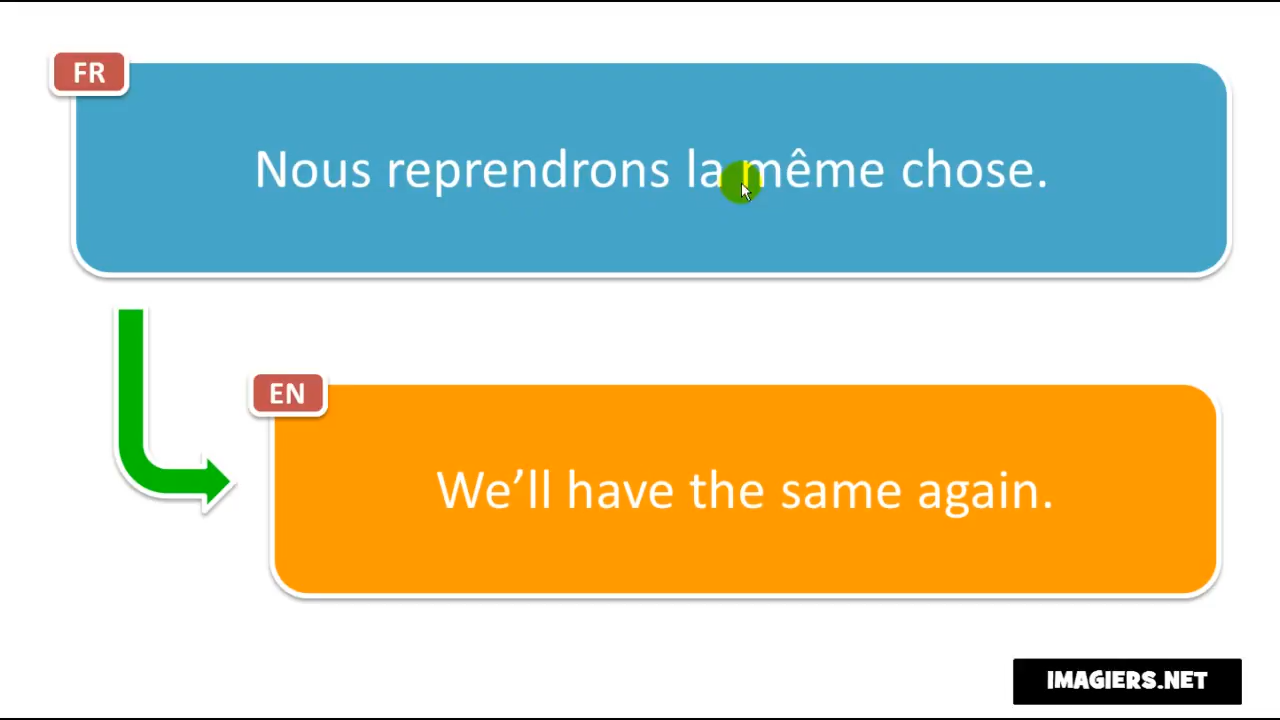 FR
Nous reprendrons la même chose.
EN
We’ll have the same again.
IMAGIERS.NET